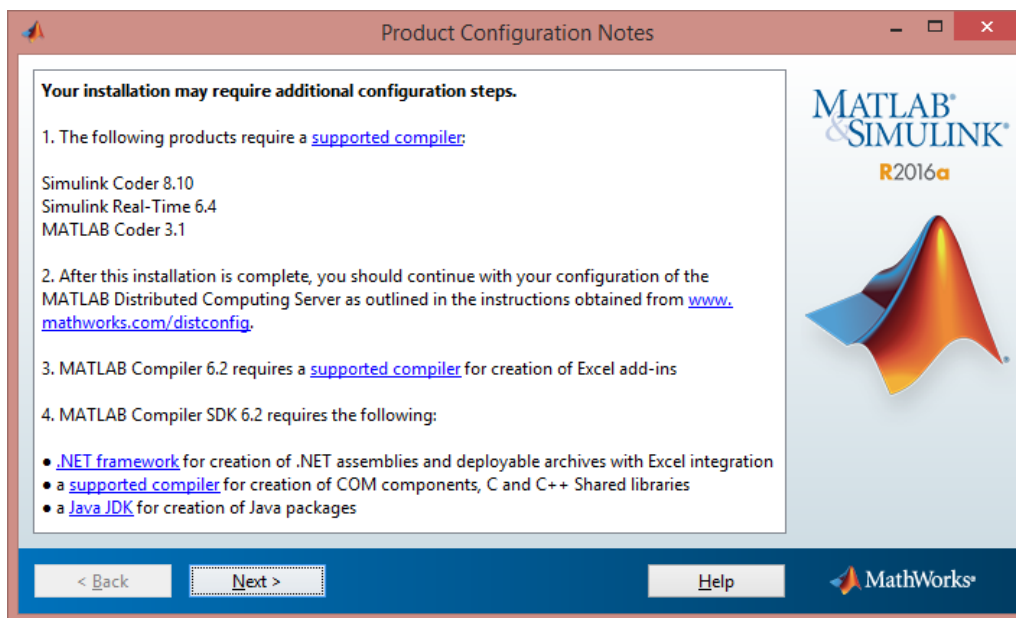 Product Configuration Notes
Your installation may require additional configuration steps.
1. The following products require a supported compiler:
Simulink Coder 8.10
Simulink Real-Time 6.4
MATLAB Coder 3.1
2. After this installation is complete, you should continue with your configuration of the
MATLAB Distributed Computing Server as outlined in the instructions obtained from www.
mathworks.com/distconfig.
3. MATLAB Compiler 6.2 requires a supported compiler for creation of Excel add-ins
4. MATLAB Compiler SDK 6.2 requires the following:
● .NET framework for creation of .NET assemblies and deployable archives with Excel integration
● a supported compiler for creation of COM components, C and C++ Shared libraries
● a Java JDK for creation of Java packages
MATLAB®
&SIMULINK®
R2016a
®
< Back
Next >
Help
MathWorks®